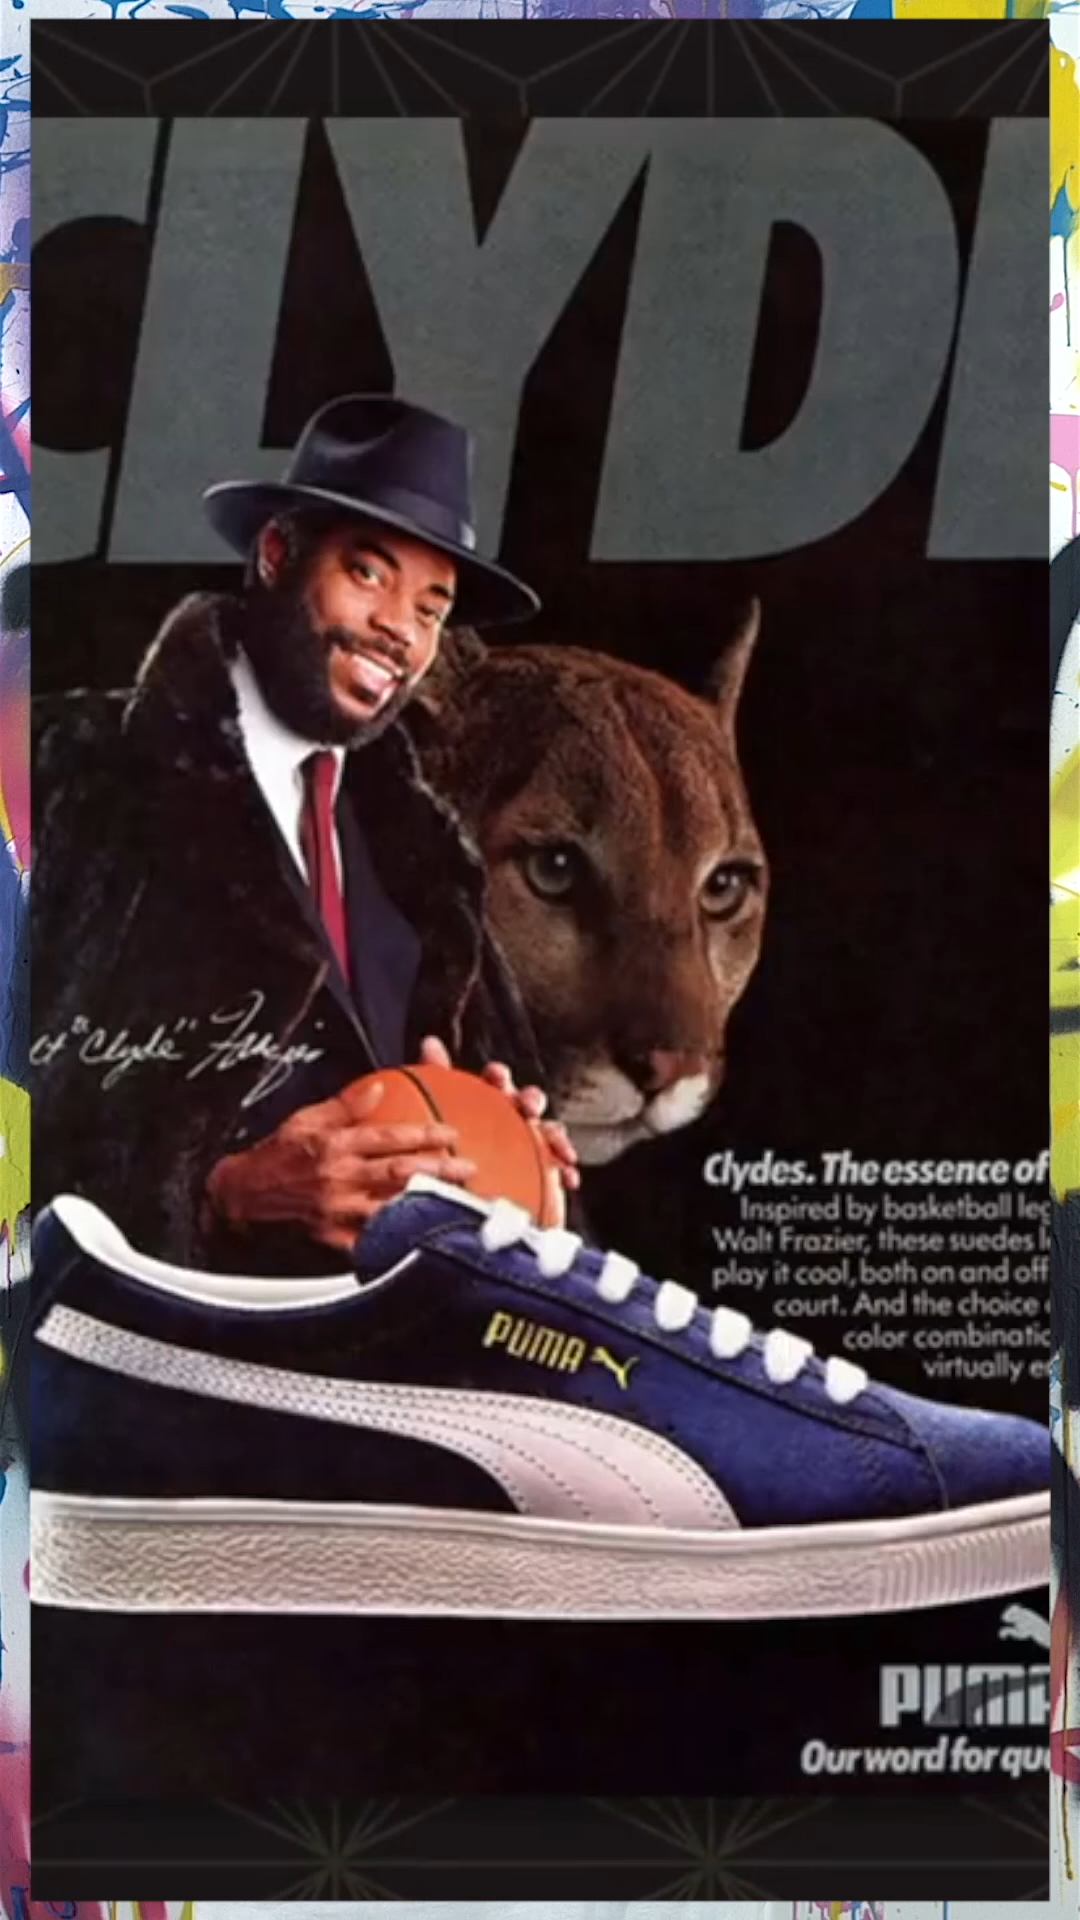 CLYD
t "Clyde" Frazier
Clydes. The essence of
Inspired by basketball leg
Walt Frazier, these suedes l
play it cool, both on and off
court. And the choice
color combinatio
virtually e
PUMA
PUMA
Our word for qu